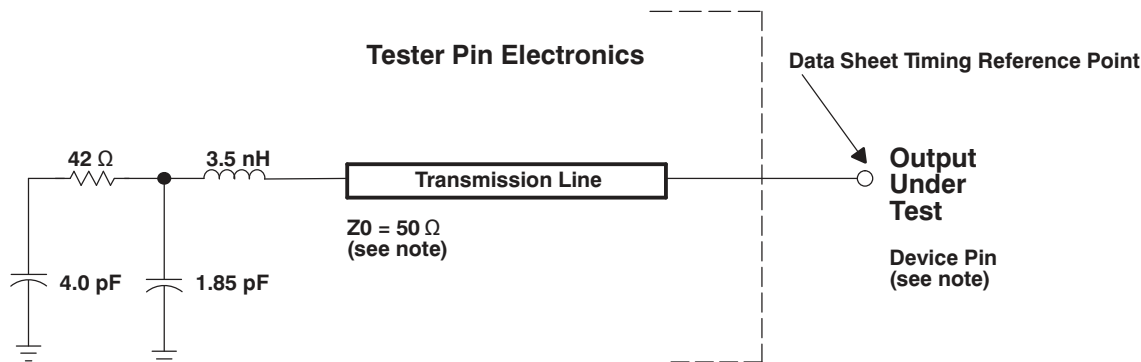 Tester Pin Electronics
Data Sheet Timing Reference Point
42 Ω
3.5 nH
Transmission Line
Output
Under
Test
Z0 = 50 Ω
(see note)
Device Pin
(see note)
4.0 pF
1.85 pF